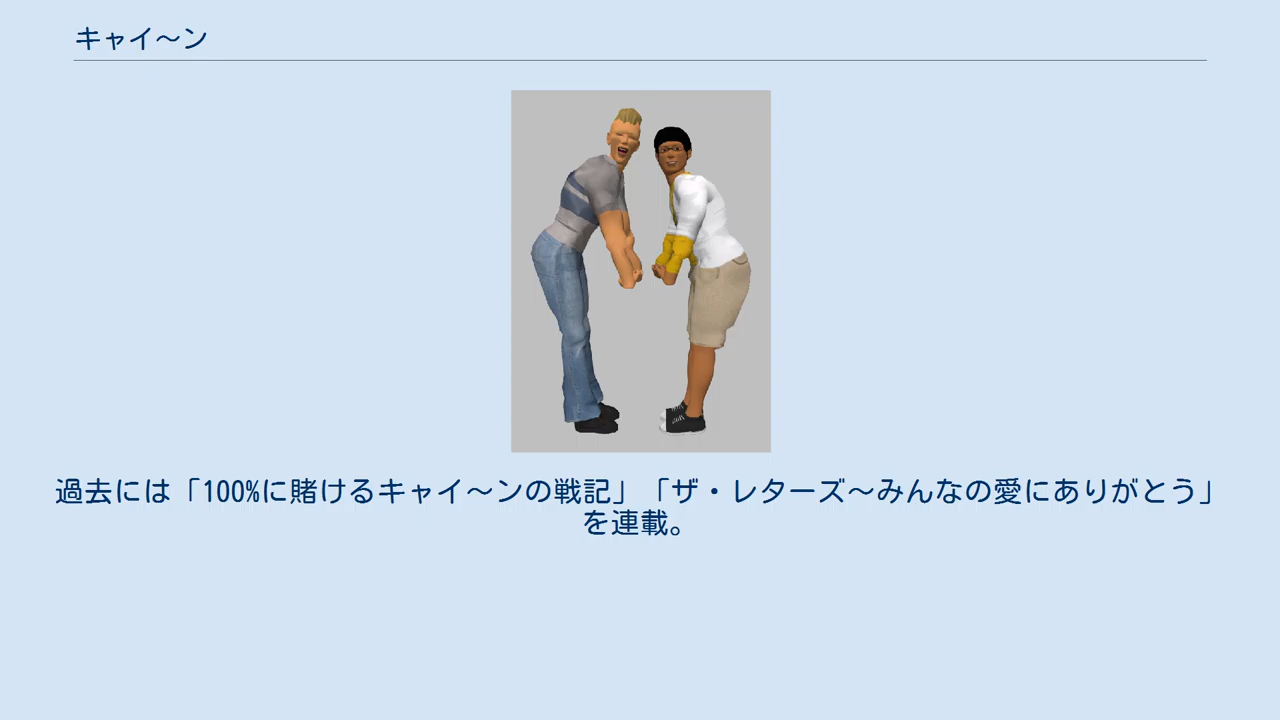 キャイ～ン
過去には「100%に賭けるキャイ～ンの戦記」「ザ・レターズ～みんなの愛にありがとう」
を連載。